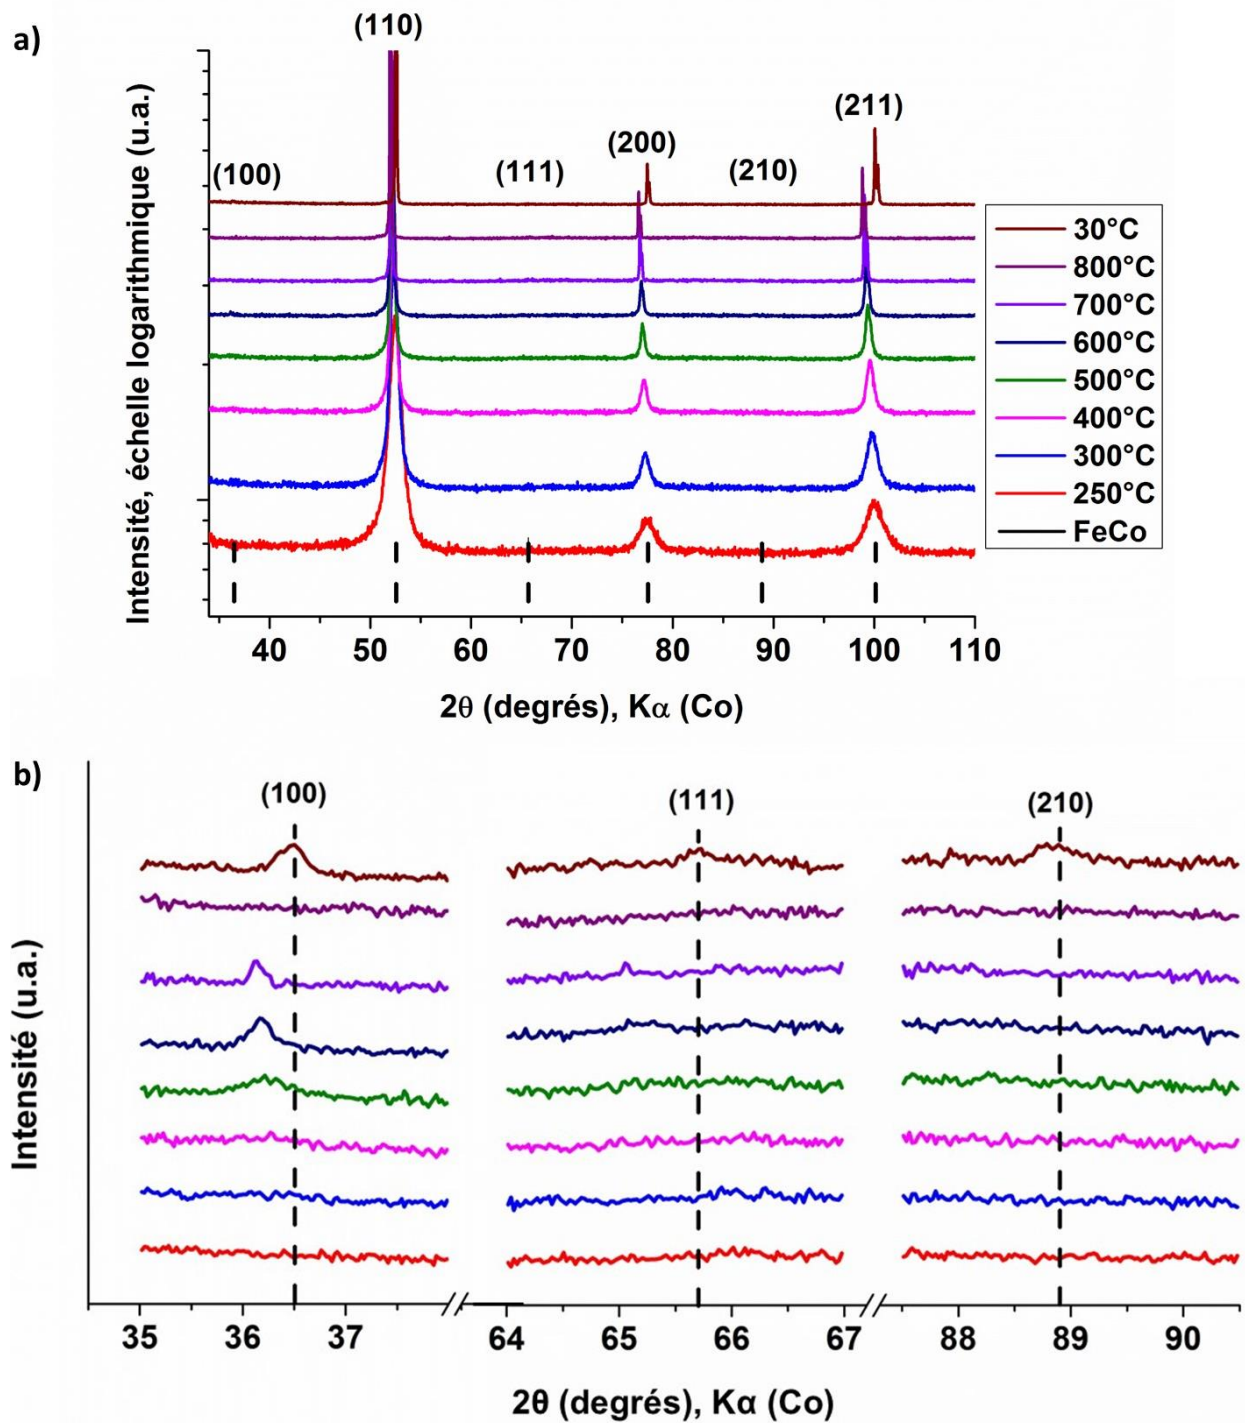 a)
(110)
(211)
(200)
(100)
(111)
(210)
Intensité, échelle logarithmique (u.a.)
30°C
800°C
700°C
600°C
500°C
400°C
300°C
250°C
FeCo
40 50 60 70 80 90 100 110
2θ (degrés), Kα (Co)
b)
(100)
(111)
(210)
Intensité (u.a.)
35 36 37 64 65 66 67 88 89 90
2θ (degrés), Kα (Co)